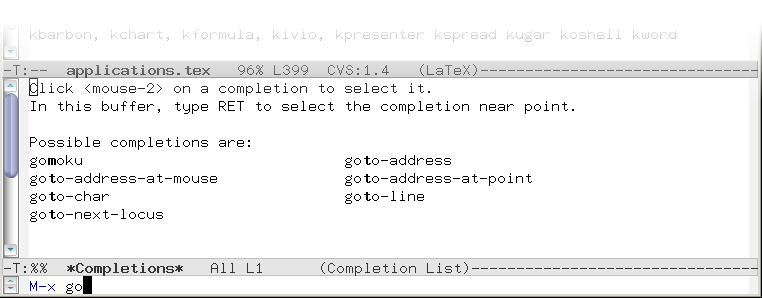 kbarbon, kchart, kformula, kivio, kpresenter kspread kugar koshell kword
-T:-- applications.tex 96% L399 CVS:1.4 (LaTeX)-----------------------------
Click <mouse-2> on a completion to select it.
In this buffer, type RET to select the completion near point.
Possible completions are:
gomoku goto-address
goto-address-at-mouse goto-address-at-point
goto-char goto-line
goto-next-locus
-T:%% *Completions* All L1 (Completion List)-----------------------------
M-x go